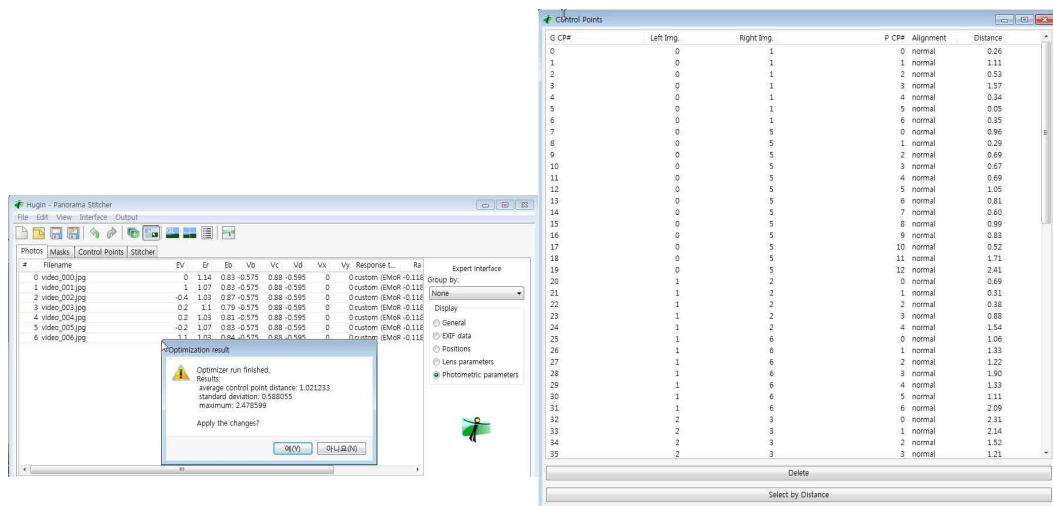 Hugin - Panorama Stitcher
File Edit View Interface Output
Photos Masks Control Points Stitcher
# Filename EV Er Eb Vb Vc Vd Vx Vy Response t... Ra
0 video_000.jpg 0 1.14 0.83 -0.575 0.88 -0.595 0 0 custom (EMoR -0.118
1 video_001.jpg 1 1.07 0.83 -0.575 0.88 -0.595 0 0 custom (EMoR -0.118
2 video_002.jpg -0.4 1.03 0.87 -0.575 0.88 -0.595 0 0 custom (EMoR -0.118
3 video_003.jpg 0.2 1.1 0.79 -0.575 0.88 -0.595 0 0 custom (EMoR -0.118
4 video_004.jpg 0.2 1.03 0.81 -0.575 0.88 -0.595 0 0 custom (EMoR -0.118
5 video_005.jpg -0.2 1.07 0.83 -0.575 0.88 -0.595 0 0 custom (EMoR -0.118
6 video_006.jpg 1.1 1.03 0.84 -0.575 0.88 -0.595 0 0 custom (EMoR -0.118
Optimization result
Optimizer run finished.
Results:
average control point distance: 1.021233
standard deviation: 0.588055
maximum: 2.478599
Apply the changes?
예(Y) 아니요(N)
Expert interface
Group by:
None
Display
General
EXIF data
Positions
Lens parameters
Photometric parameters
Control Points
G CP# Left Img. Right Img. P CP# Alignment Distance
0 0 1 0 normal 0.26
1 0 1 1 normal 1.11
2 0 1 2 normal 0.53
3 0 1 3 normal 1.57
4 0 1 4 normal 0.34
5 0 1 5 normal 0.05
6 0 1 6 normal 0.35
7 0 5 0 normal 0.96
8 0 5 1 normal 0.29
9 0 5 2 normal 0.69
10 0 5 3 normal 0.67
11 0 5 4 normal 0.69
12 0 5 5 normal 1.05
13 0 5 6 normal 0.81
14 0 5 7 normal 0.60
15 0 5 8 normal 0.99
16 0 5 9 normal 0.83
17 0 5 10 normal 0.52
18 0 5 11 normal 1.71
19 0 5 12 normal 2.41
20 1 2 0 normal 0.69
21 1 2 1 normal 0.31
22 1 2 2 normal 0.38
23 1 2 3 normal 0.88
24 1 2 4 normal 1.54
25 1 6 0 normal 1.06
26 1 6 1 normal 1.33
27 1 6 2 normal 1.22
28 1 6 3 normal 1.90
29 1 6 4 normal 1.33
30 1 6 5 normal 1.11
31 1 6 6 normal 2.09
32 2 3 0 normal 2.31
33 2 3 1 normal 2.14
34 2 3 2 normal 1.52
35 2 3 3 normal 1.21
Delete
Select by Distance